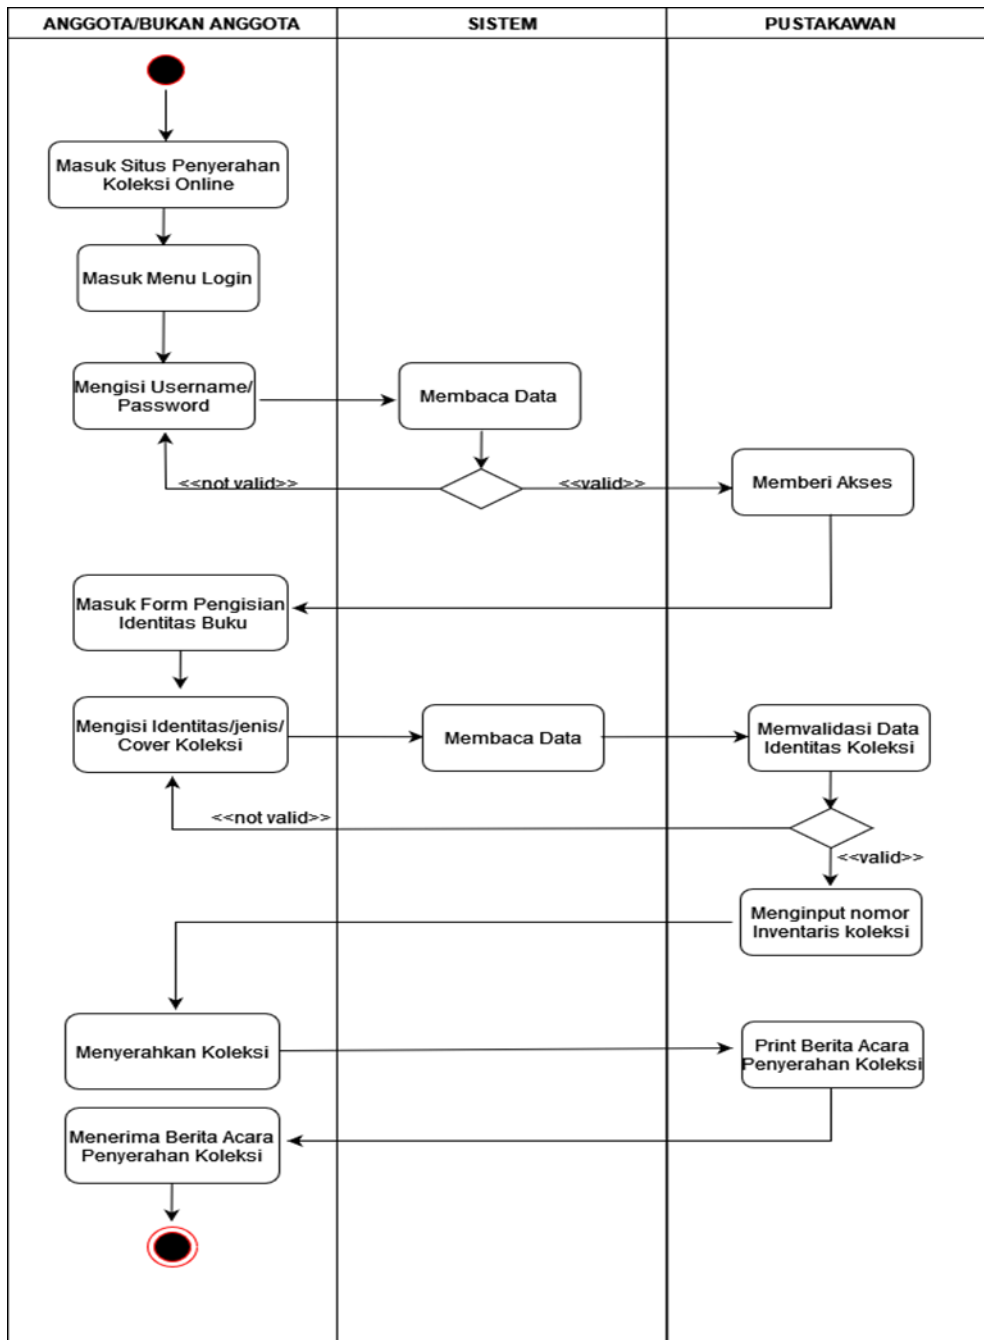 ANGGOTA/BUKAN ANGGOTA
SISTEM
PUSTAKAWAN
Masuk Situs Penyerahan
Koleksi Online
Masuk Menu Login
Mengisi Username/
Password
Membaca Data
<<not valid>>
<<valid>>
Memberi Akses
Masuk Form Pengisian
Identitas Buku
Mengisi Identitas/jenis/
Cover Koleksi
Membaca Data
Memvalidasi Data
Identitas Koleksi
<<not valid>>
<<valid>>
Menginput nomor
Inventaris koleksi
Menyerahkan Koleksi
Print Berita Acara
Penyerahan Koleksi
Menerima Berita Acara
Penyerahan Koleksi